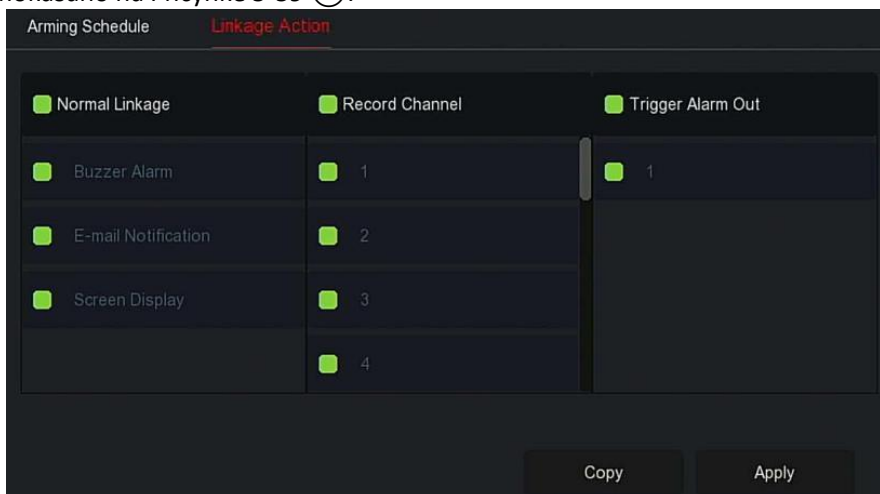 Arming Schedule Linkage Action
Normal Linkage Record Channel Trigger Alarm Out
Buzzer Alarm 1 1
E-mail Notification 2
Screen Display 3
4
Copy Apply